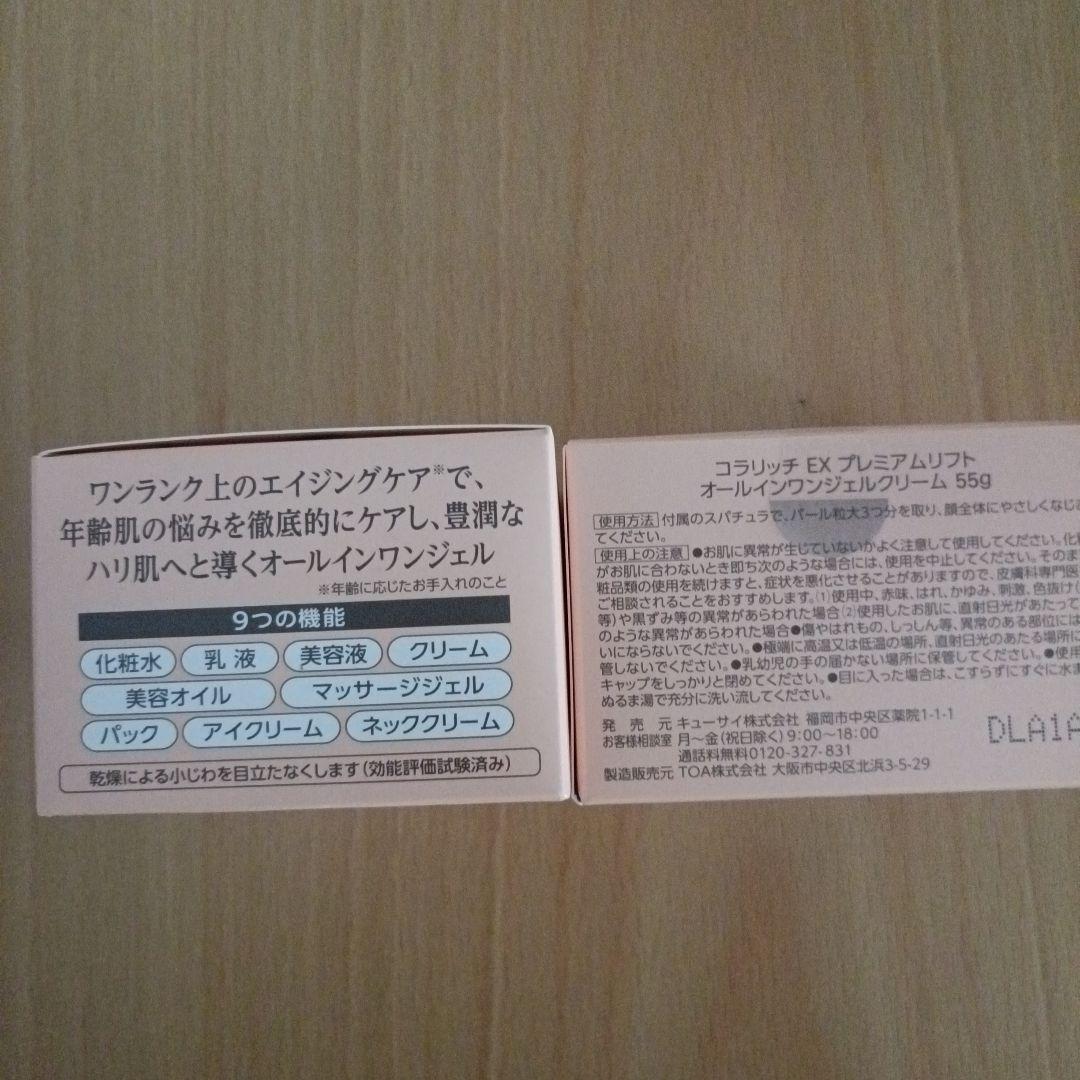 ワンランク上のエイジングケア※で、
年齢肌の悩みを徹底的にケアし、豊潤な
ハリ肌へと導くオールインワンジェル
※年齢に応じたお手入れのこと
9つの機能
化粧水 乳液 美容液 クリーム
美容オイル マッサージジェル
パック アイクリーム ネッククリーム
乾燥による小じわを目立たなくします(効能評価試験済み)
コラリッチ EX プレミアムリフト
オールインワンジェルクリーム 55g
使用方法 付属のスパチュラで、パール粒大3つ分を取り、顔全体にやさしくなじ
てください。
使用上の注意 ●お肌に異常が生じていないかよく注意して使用してください。化
がお肌に合わないとき即ち次のような場合には、使用を中止してください。そのま
粧品類の使用を続けますと、症状を悪化させることがありますので、皮膚科専門医
ご相談されることをおすすめします。(1)使用中、赤味、はれ、かゆみ、刺激、色抜け(
等)や黒ずみ等の異常があらわれた場合(2)使用したお肌に、直射日光があたって
のような異常があらわれた場合●傷やはれもの、しっしん等、異常のある部位には
いにならないでください。●極端に高温又は低温の場所、直射日光のあたる場所に
管しないでください。●乳幼児の手の届かない場所に保管してください。●使用
キャップをしっかりと閉めてください。●目に入った場合は、こすらずにすぐに水
ぬるま湯で充分に洗い流してください。
発売元 キューサイ株式会社 福岡市中央区薬院1-1-1
お客様相談室 月〜金(祝日除く)9:00〜18:00
通話料無料0120-327-831
製造販売元 TOA株式会社 大阪市中央区北浜3-5-29
DLA1A